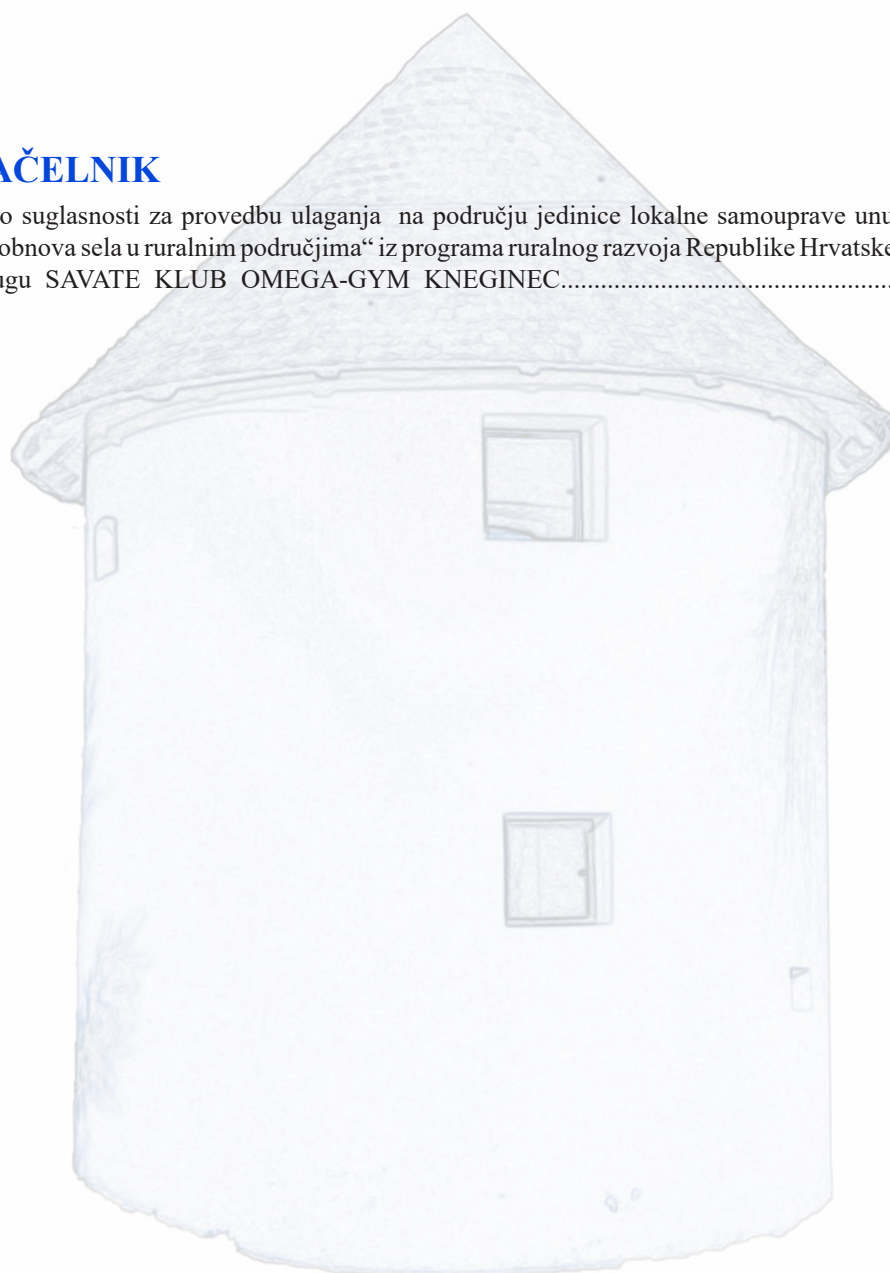 AČELNIK
o suglasnosti za provedbu ulaganja na području jedinice lokalne samouprave unu
obnova sela u ruralnim područjima“ iz programa ruralnog razvoja Republike Hrvatske
ugu SAVATE KLUB OMEGA-GYM KNEGINEC..................................................